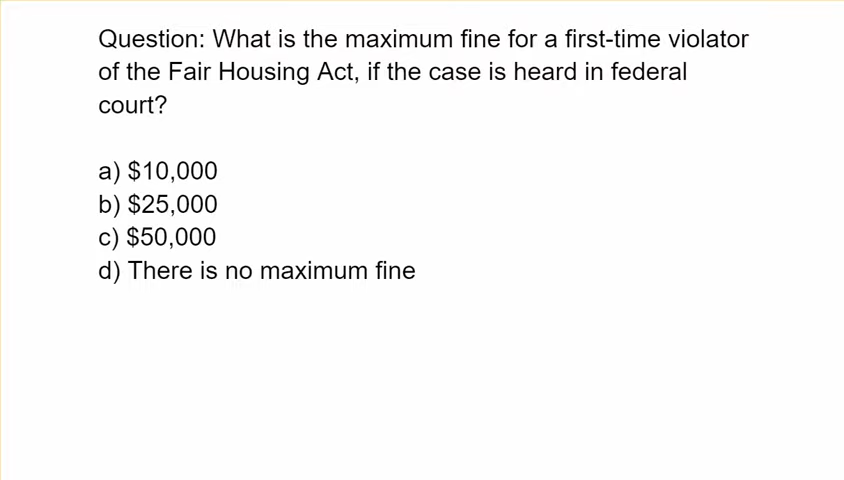 Question: What is the maximum fine for a first-time violator
of the Fair Housing Act, if the case is heard in federal
court?
a) $10,000
b) $25,000
c) $50,000
d) There is no maximum fine